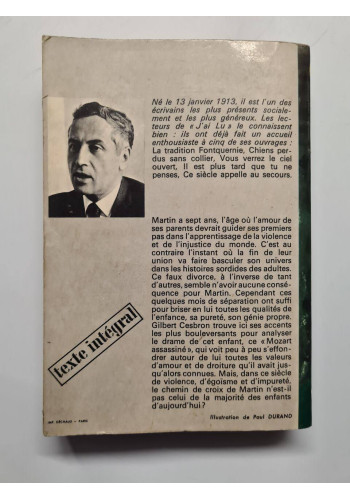 Né le 13 janvier 1913, il est l'un des
écrivains les plus présents sociale-
ment et les plus généreux. Les lec-
teurs de « J'ai Lu » le connaissent
bien : ils ont déjà fait un accueil
enthousiaste à cinq de ses ouvrages :
La tradition Fontquernie, Chiens per-
dus sans collier, Vous verrez le ciel
ouvert, Il est plus tard que tu ne
penses, Ce siècle appelle au secours.
Martin a sept ans, l'âge où l'amour de
ses parents devrait guider ses premiers
pas dans l'apprentissage de la violence
et de l'injustice du monde. C'est au
contraire l'instant où la fin de leur
union va faire basculer son univers
dans les histoires sordides des adultes.
Ce faux divorce, à l'inverse de tant
d'autres, semble n'avoir aucune consé-
quence pour Martin. Cependant ces
quelques mois de séparation ont suffi
pour briser en lui toutes les qualités de
l'enfance, sa pureté, son génie propre.
Gilbert Cesbron trouve ici ses accents
les plus bouleversants pour analyser
le drame de cet enfant, ce « Mozart
assassiné », qui voit peu à peu s'effon-
drer autour de lui toutes les valeurs
d'amour et de droiture qu'il avait jus-
qu'alors connues. Mais, dans ce siècle
de violence, d'égoïsme et d'impureté,
le chemin de croix de Martin n'est-il
pas celui de la majorité des enfants
d'aujourd'hui ?
texte intégral
Illustration de Paul DURAND